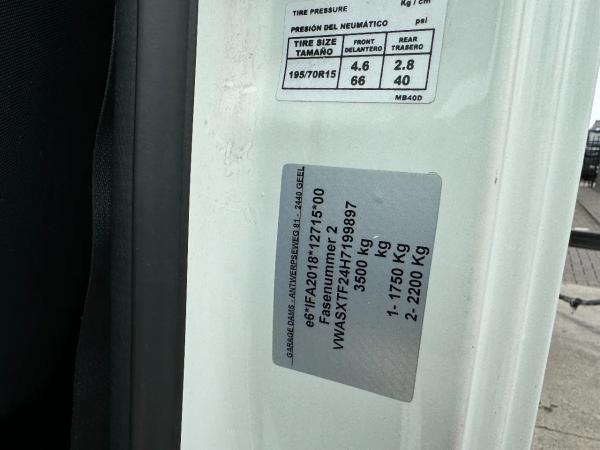 TIRE PRESSURE Kg / cm
PRESIÓN DEL NEUMÁTICO psi
TIRE SIZE TAMAÑO FRONT DELANTERO REAR TRASERO
195/70R15 4.6 66 2.8 40
MB40D
GARAGE DAMS - ANTWERPSEWEG 81 - 2440 GEEL
e6*IFA2018*12715*00
Fasenummer 2
VWASXTF24H7199897
3500 kg
kg
1- 1750 Kg
2- 2200 Kg